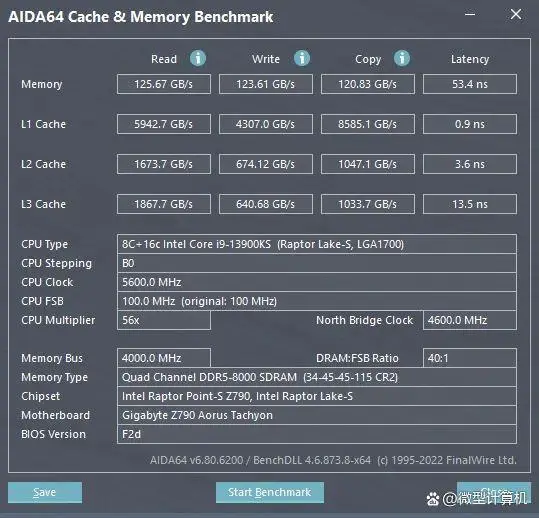 AIDA64 Cache & Memory Benchmark
Read Write Copy Latency
Memory 125.67 GB/s 123.61 GB/s 120.83 GB/s 53.4 ns
L1 Cache 5942.7 GB/s 4307.0 GB/s 8585.1 GB/s 0.9 ns
L2 Cache 1673.7 GB/s 674.12 GB/s 1047.1 GB/s 3.6 ns
L3 Cache 1867.7 GB/s 640.68 GB/s 1033.7 GB/s 13.5 ns
CPU Type 8C+16c Intel Core i9-13900KS (Raptor Lake-S, LGA1700)
CPU Stepping B0
CPU Clock 5600.0 MHz
CPU FSB 100.0 MHz (original: 100 MHz)
CPU Multiplier 56x North Bridge Clock 4600.0 MHz
Memory Bus 4000.0 MHz DRAM:FSB Ratio 40:1
Memory Type Quad Channel DDR5-8000 SDRAM (34-45-45-115 CR2)
Chipset Intel Raptor Point-S Z790, Intel Raptor Lake-S
Motherboard Gigabyte Z790 Aorus Tachyon
BIOS Version F2d
AIDA64 v6.80.6200 / BenchDLL 4.6.873.8-x64 (c) 1995-2022 FinalWire Ltd.
Save Start Benchmark
@微型计算机